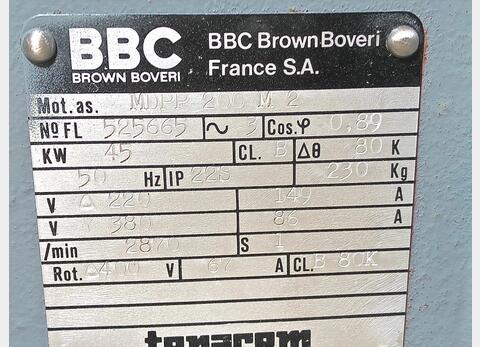 BBC BBC Brown Boveri
BROWN BOVERI France S.A.
Mot. as. MDPP 200 M 2
Nº FL 525665 ~ 3 Cos.φ 0,89
KW 45 CL. B Δθ 80 K
50 Hz IP 22S 230 Kg
V △ 220 149 A
V 380 86 A
/min 2870 S 1
Rot. △400 V 67 A CL. B 80K